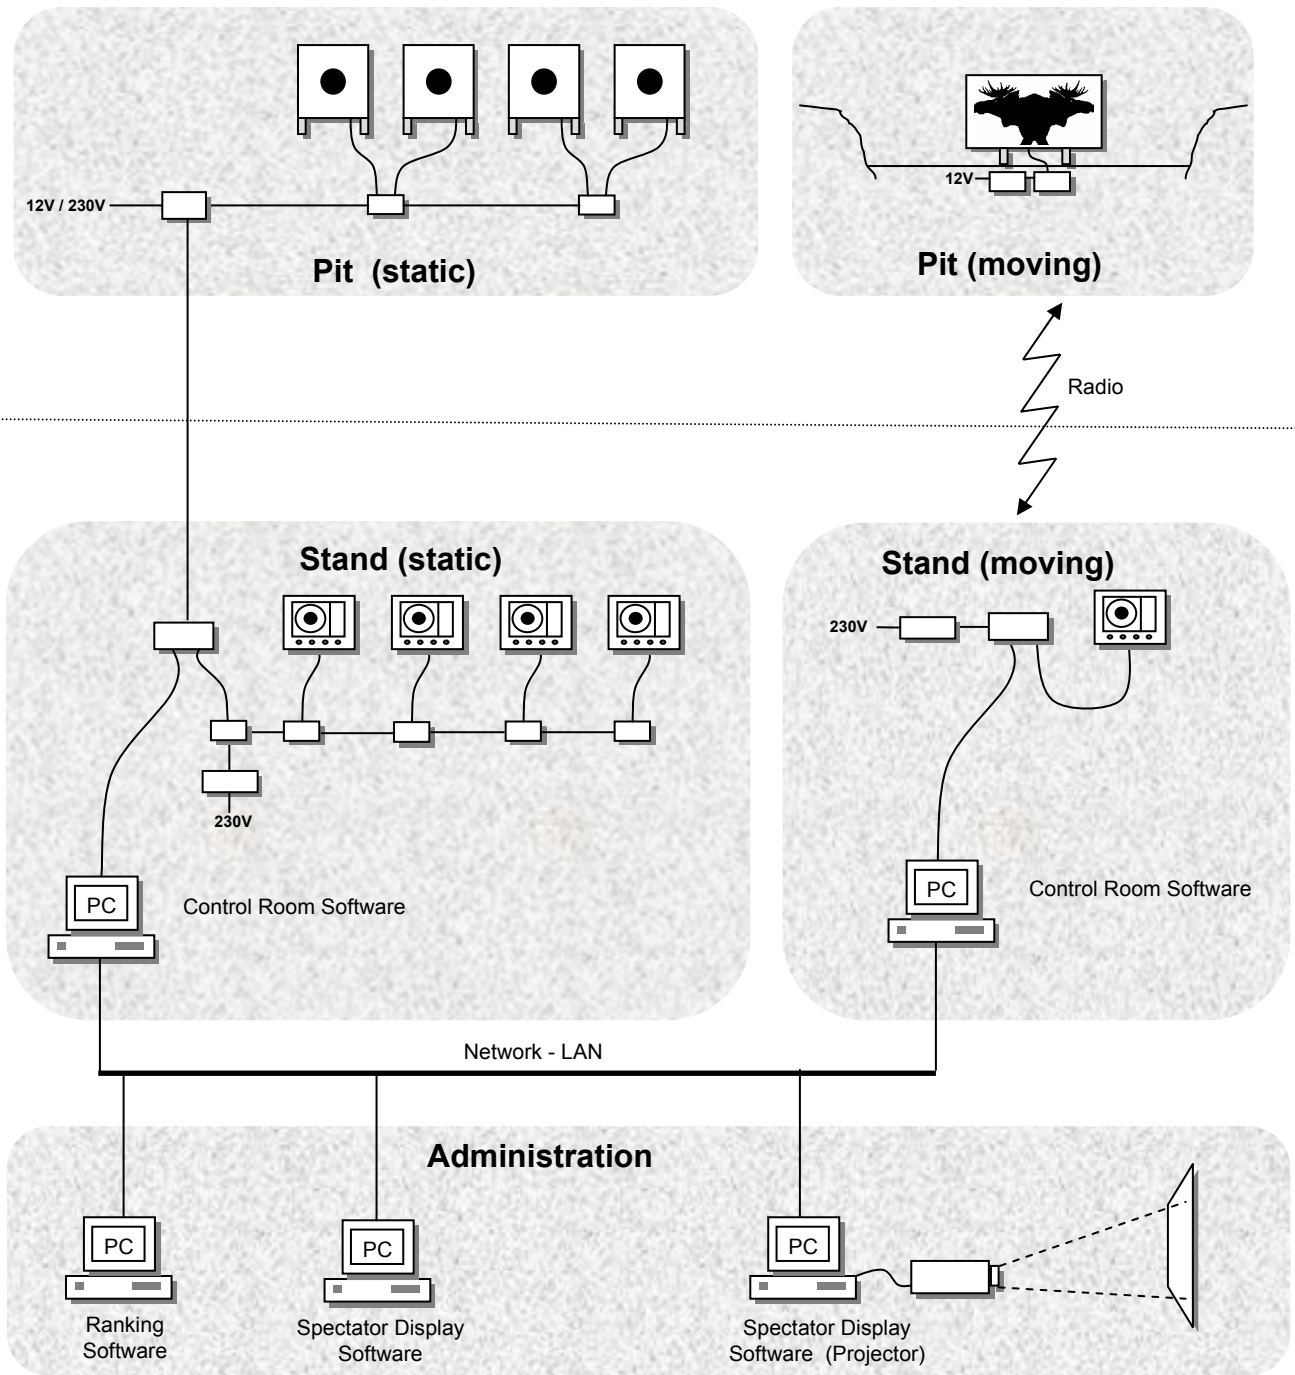 12V / 230V
Pit (static)
12V
Pit (moving)
Radio
Stand (static)
230V
PC
Control Room Software
Stand (moving)
230V
PC
Control Room Software
Network - LAN
Administration
PC
Ranking
Software
PC
Spectator Display
Software
PC
Spectator Display
Software (Projector)